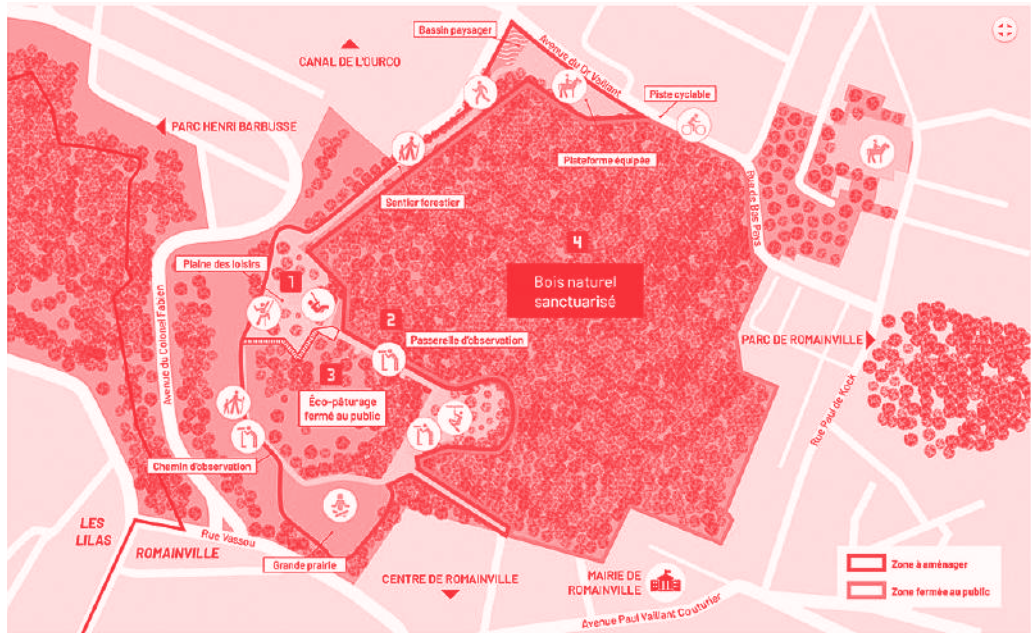 Bassin paysager
Avenue du Dr Vaillant
CANAL DE L'OURCQ
Piste cyclable
PARC HENRI BARBUSSE
Plateforme équipée
Sentier forestier
Rue de Bas Pays
4
Bois naturel
sanctuarisé
Plaine des loisirs
1
2
Passerelle d'observation
PARC DE ROMAINVILLE
Avenue du Colonel Fabien
3
Éco-pâturage
fermé au public
Rue Paul de Kock
Chemin d'observation
LES
LILAS
ROMAINVILLE
Rue Vassou
Grande prairie
CENTRE DE ROMAINVILLE
MAIRIE DE
ROMAINVILLE
Avenue Paul Vaillant Couturier
Zone à aménager
Zone fermée au public